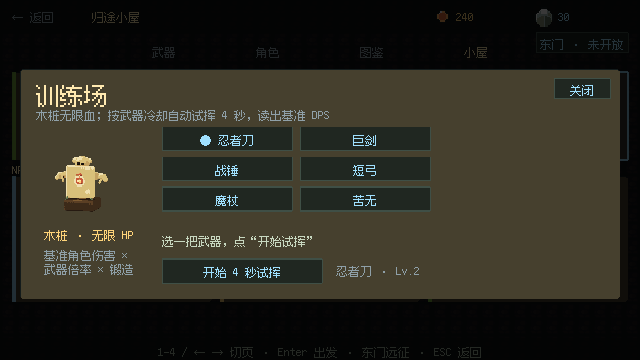 ← 返回 归途小屋 240 30
武器 角色 图鉴 小屋 东门 · 未开放
训练场 关闭
木桩无限血；按武器冷却自动试挥 4 秒，读出基准 DPS
忍者刀 巨剑
战锤 短弓
魔杖 苦无
木桩 · 无限 HP
基准角色伤害 ×
武器倍率 × 锻造
选一把武器，点“开始试挥”
开始 4 秒试挥 忍者刀 · Lv.2
1-4 / ← → 切页 · Enter 出发 · 东门远征 · ESC 返回